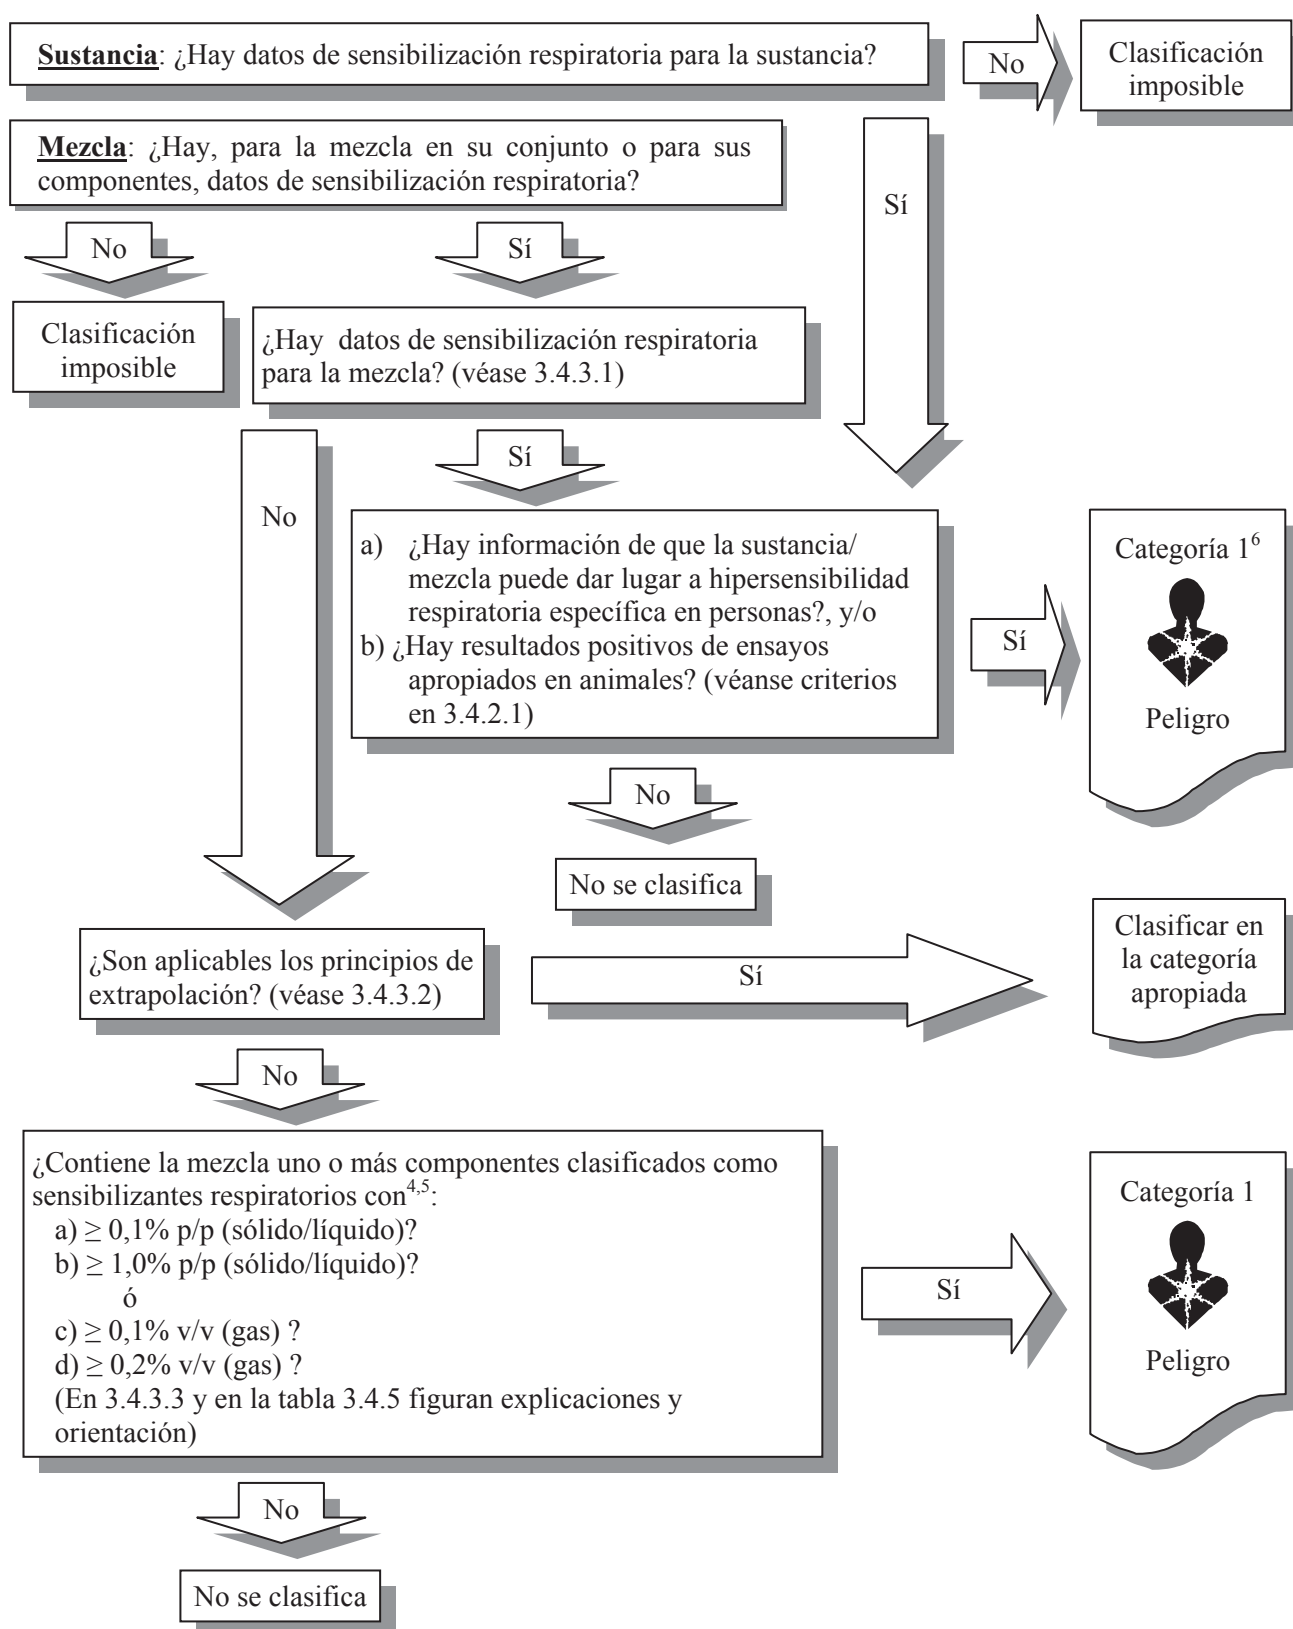 Sustancia: ¿Hay datos de sensibilización respiratoria para la sustancia?
No
Clasificación
imposible
Mezcla: ¿Hay, para la mezcla en su conjunto o para sus
componentes, datos de sensibilización respiratoria?
Sí
No
Sí
Clasificación
imposible
¿Hay datos de sensibilización respiratoria
para la mezcla? (véase 3.4.3.1)
Sí
No
a) ¿Hay información de que la sustancia/
mezcla puede dar lugar a hipersensibilidad
respiratoria específica en personas?, y/o
b) ¿Hay resultados positivos de ensayos
apropiados en animales? (véanse criterios
en 3.4.2.1)
Sí
Categoría 1⁶
Peligro
No
No se clasifica
¿Son aplicables los principios de
extrapolación? (véase 3.4.3.2)
Sí
Clasificar en
la categoría
apropiada
No
¿Contiene la mezcla uno o más componentes clasificados como
sensibilizantes respiratorios con⁴,⁵:
a) ≥ 0,1% p/p (sólido/líquido)?
b) ≥ 1,0% p/p (sólido/líquido)?
ó
c) ≥ 0,1% v/v (gas) ?
d) ≥ 0,2% v/v (gas) ?
(En 3.4.3.3 y en la tabla 3.4.5 figuran explicaciones y
orientación)
Sí
Categoría 1
Peligro
No
No se clasifica